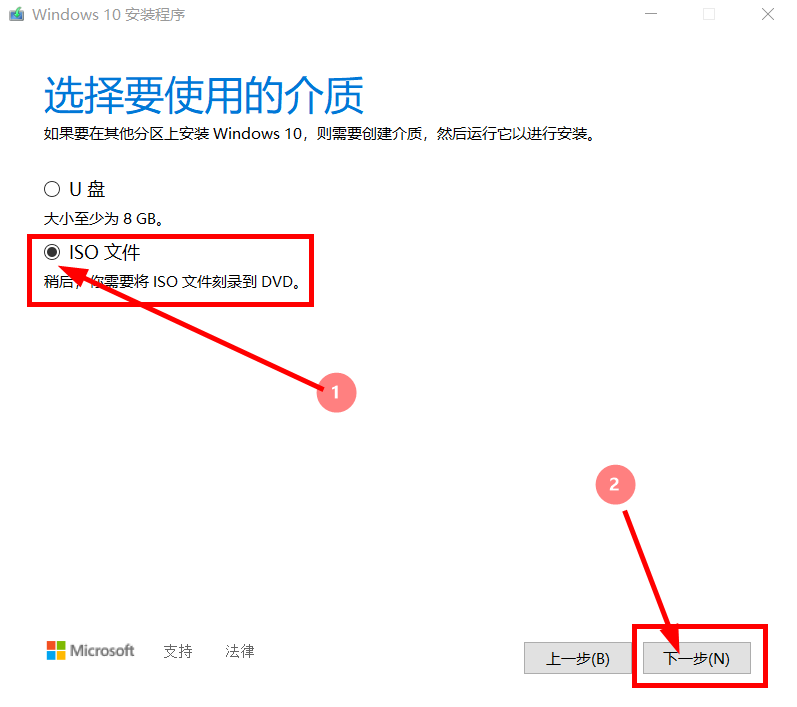 Windows 10 安装程序
选择要使用的介质
如果要在其他分区上安装 Windows 10，则需要创建介质，然后运行它以进行安装。
U 盘
大小至少为 8 GB。
ISO 文件
稍后，你需要将 ISO 文件刻录到 DVD。
1
2
Microsoft 支持 法律 上一步(B) 下一步(N)